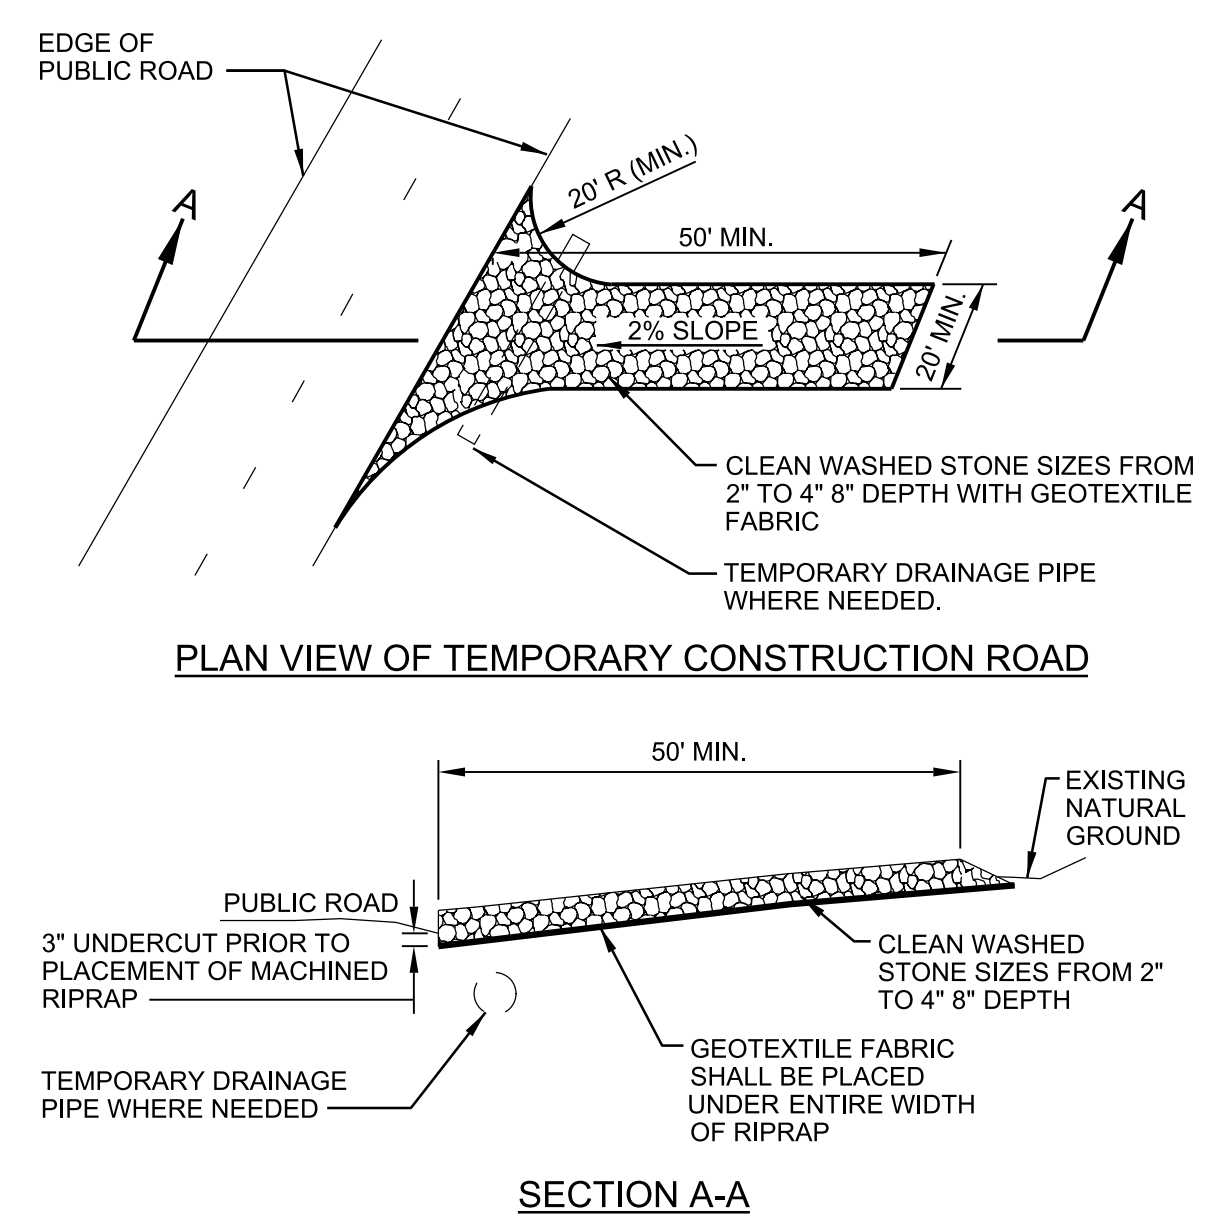 EDGE OF
PUBLIC ROAD
20' R (MIN.)
A
A
50' MIN.
2% SLOPE
20' MIN.
CLEAN WASHED STONE SIZES FROM
2" TO 4" 8" DEPTH WITH GEOTEXTILE
FABRIC
TEMPORARY DRAINAGE PIPE
WHERE NEEDED.
PLAN VIEW OF TEMPORARY CONSTRUCTION ROAD
50' MIN.
EXISTING
NATURAL
GROUND
PUBLIC ROAD
3" UNDERCUT PRIOR TO
PLACEMENT OF MACHINED
RIPRAP
CLEAN WASHED
STONE SIZES FROM 2"
TO 4" 8" DEPTH
GEOTEXTILE FABRIC
SHALL BE PLACED
UNDER ENTIRE WIDTH
OF RIPRAP
TEMPORARY DRAINAGE
PIPE WHERE NEEDED
SECTION A-A